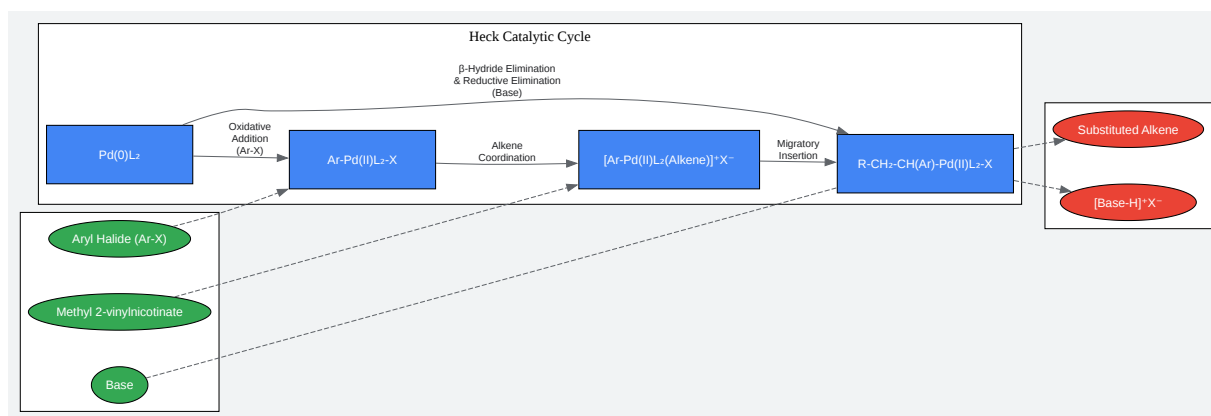 Heck Catalytic Cycle
β-Hydride Elimination
& Reductive Elimination
(Base)
Oxidative
Addition
(Ar-X)
Alkene
Coordination
Migratory
Insertion
Pd(0)L₂
Ar-Pd(II)L₂-X
[Ar-Pd(II)L₂(Alkene)]⁺X⁻
R-CH₂-CH(Ar)-Pd(II)L₂-X
Substituted Alkene
[Base-H]⁺X⁻
Aryl Halide (Ar-X)
Methyl 2-vinylnicotinate
Base